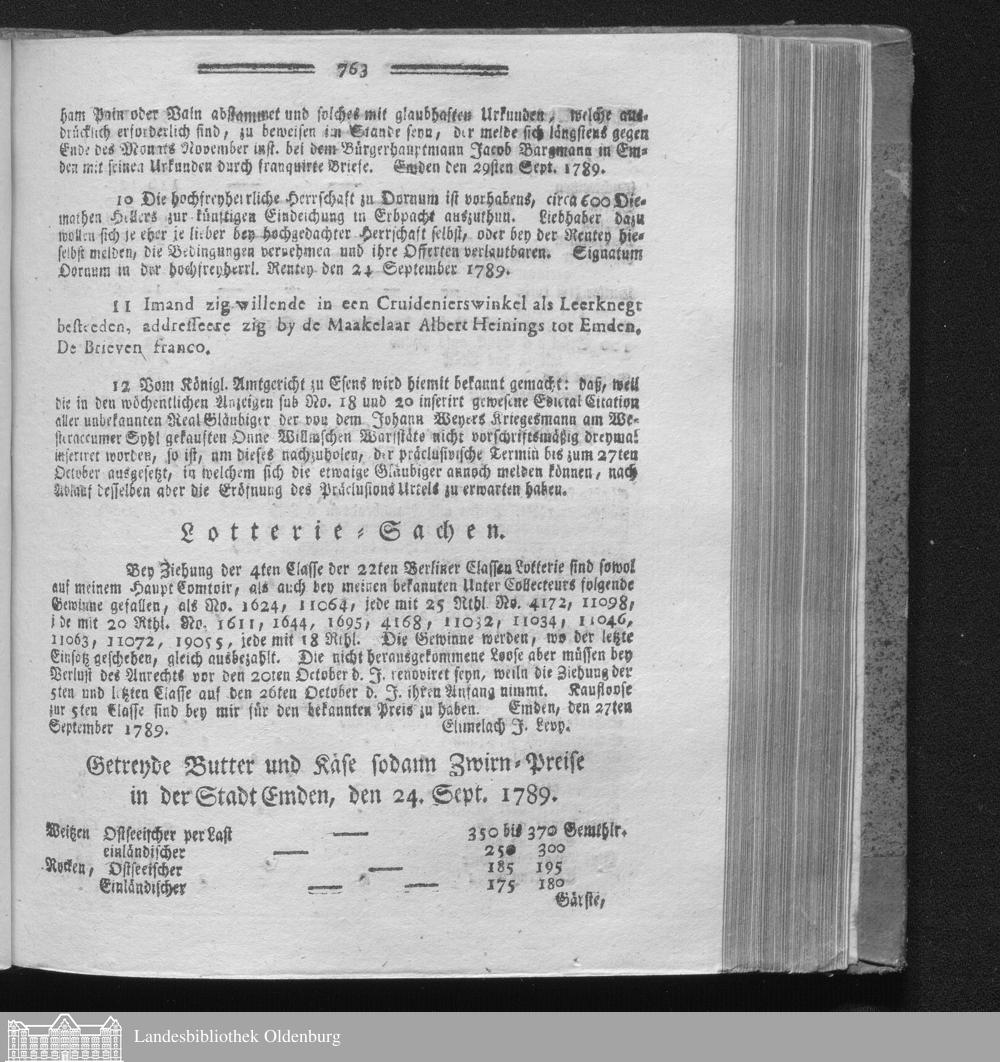 763
ham Pain oder Vain abstammet und solches mit glaubhaften Urkunden, welche aus-
drücklich erforderlich sind, zu beweisen im Stande seyn, der melde sich längstens gegen
Ende des Monats November inst. bei dem Bürgerhauptmann Jacob Bargmann in Em-
den mit seinen Urkunden durch franquirte Briefe. Emden den 29sten Sept. 1789.
10 Die hochfreyherrliche Herrschaft zu Dornum ist vorhabens, circa 600 Die-
mathen Hellers zur künftigen Eindeichung in Erbpacht auszuthun. Liebhaber dazu
wollen sich je eher je lieber bey hochgedachter Herrschaft selbst, oder bey der Rentey hie-
selbst melden, die Bedingungen vernehmen und ihre Offerten verlautbaren. Signatum
Dornum in der hochfreyherrl. Rentey den 24 September 1789.
11 Imand zig willende in een Cruidenierswinkel als Leerknegt
besteeden, addresseere zig by de Maakelaar Albert Heinings tot Emden.
De Brieven franco.
12 Vom Königl. Amtgericht zu Esens wird hiemit bekannt gemacht: daß, weil
die in den wöchentlichen Anzeigen sub No. 18 und 20 inserirt gewesene Edictal Citation
aller unbekannten Real Gläubiger der von dem Johann Weyers Kriegesmann am We-
steraccumer Syhl gekauften Onne Willmschen Warfstäte nicht vorschriftsmäßig dreymal
inseriret worden, so ist, um dieses nachzuholen, der präclusivische Termin bis zum 27ten
October ausgesetzt, in welchem sich die etwaige Gläubiger annoch melden können, nach
Ablauf desselben aber die Eröfnung des Präclusions Urtels zu erwarten haben.
Lotterie-Sachen.
Bey Ziehung der 4ten Classe der 22ten Berliner Classen Lotterie sind sowol
auf meinem Haupt Comtoir, als auch bey meinen bekannten Unter Collecteurs folgende
Gewinne gefallen, als No. 1624, 11064, jede mit 25 Rthl. No. 4172, 11098,
jede mit 20 Rthl. No. 1611, 1644, 1695, 4168, 11032, 11034, 11046,
11063, 11072, 19055, jede mit 18 Rthl. Die Gewinne werden, wo der letzte
Einsatz geschehen, gleich ausbezahlt. Die nicht herausgekommene Loose aber müssen bey
Verlust des Anrechts vor den 20ten October d. J. renoviret seyn, weiln die Ziehung der
5ten und letzten Classe auf den 26ten October d. J. ihren Anfang nimmt. Kaufloose
zur 5ten Classe sind bey mir für den bekannten Preis zu haben. Emden, den 27ten
September 1789. Elimelach J. Levy.
Getreyde Butter und Käse sodann Zwirn-Preise
in der Stadt Emden, den 24. Sept. 1789.
Weitzen Ostseeischer per Last — 350 bis 370 Gemthlr.
einländischer — 250 300
Rocken, Ostseeischer — 185 195
Einländischer — — 175 180
Gärste,
Landesbibliothek Oldenburg